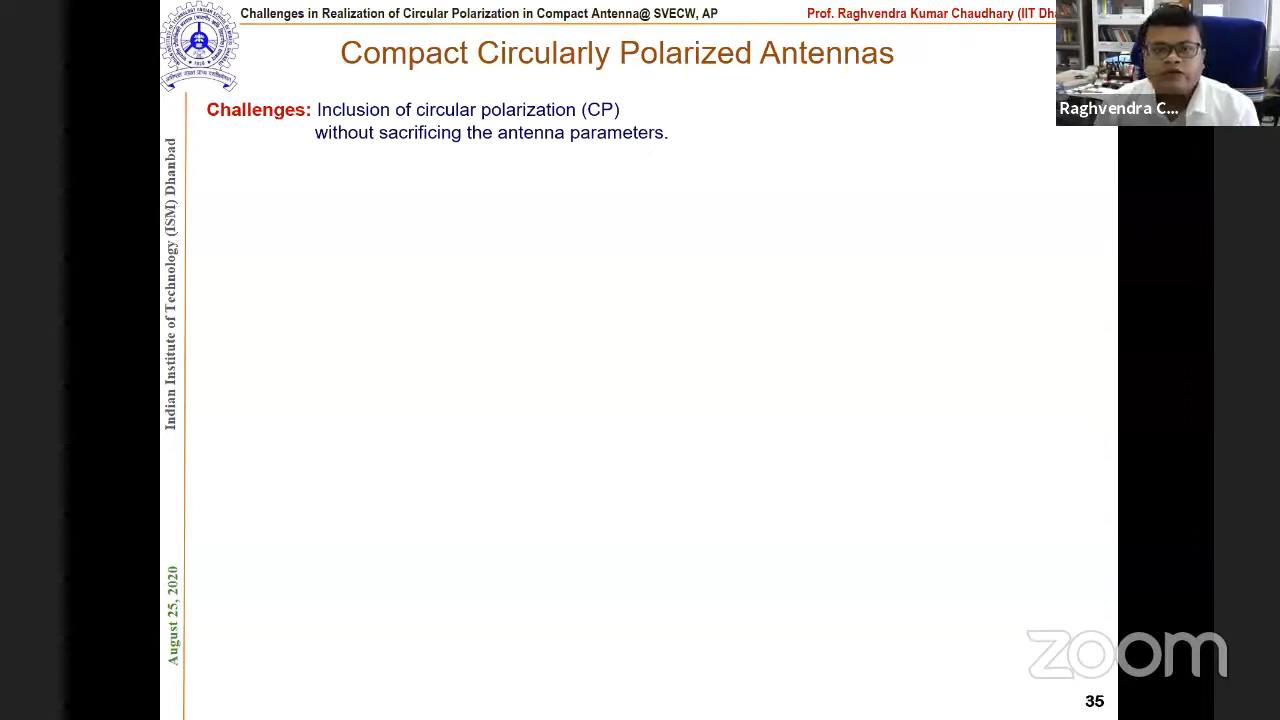 Challenges in Realization of Circular Polarization in Compact Antenna@ SVECW, AP
Prof. Raghvendra Kumar Chaudhary (IIT Dh
Compact Circularly Polarized Antennas
Challenges: Inclusion of circular polarization (CP)
without sacrificing the antenna parameters.
Raghvendra C...
Indian Institute of Technology (ISM) Dhanbad
August 25, 2020
zoom
35